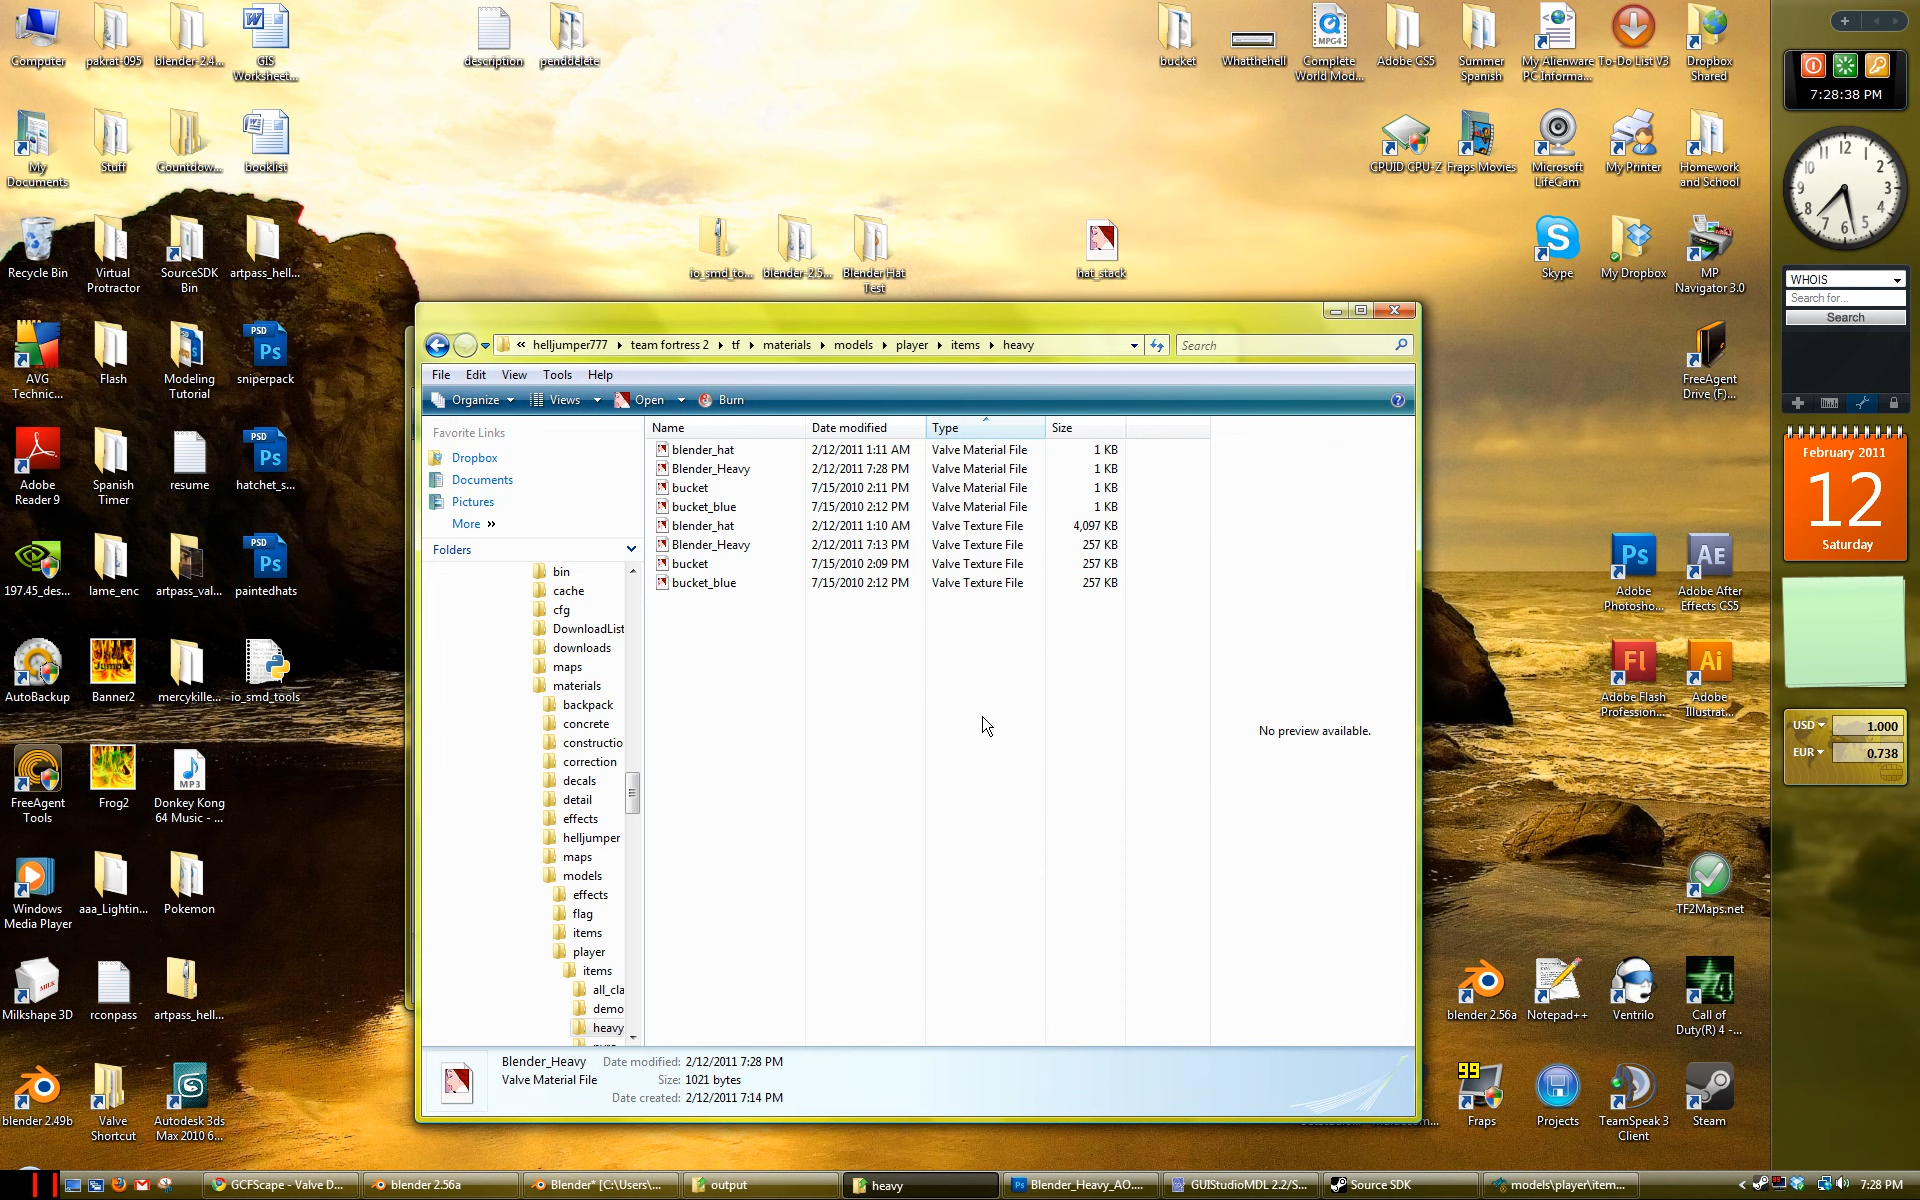 Computer
pakrat-095
blender-2.4...
GIS Worksheet...
description
penddelete
bucket
Whatthehell
Complete World Mod...
Adobe CS5
Summer Spanish
My Alienware PC Informa...
To-Do List V3
Dropbox Shared
7:28:38 PM
My Documents
Stuff
Countdow...
booklist
CPUID CPU-Z
Fraps Movies
Microsoft LifeCam
My Printer
Homework and School
Recycle Bin
Virtual Protractor
SourceSDK Bin
artpass_hell...
io_smd_to...
blender-2.5...
Blender Hat Test
hat_stack
Skype
My Dropbox
MP Navigator 3.0
WHOIS
Search for...
Search
AVG Technic...
Flash
Modeling Tutorial
sniperpack
FreeAgent Drive (F)...
« helljumper777 team fortress 2 tf materials models player items heavy
Search
File Edit View Tools Help
Organize Views Open Burn
Favorite Links
Dropbox
Documents
Pictures
More »
Folders
bin
cache
cfg
DownloadList
downloads
maps
materials
backpack
concrete
constructio
correction
decals
detail
effects
helljumper
maps
models
effects
flag
items
player
items
all_cla
demo
heavy
Name Date modified Type Size
blender_hat 2/12/2011 1:11 AM Valve Material File 1 KB
Blender_Heavy 2/12/2011 7:28 PM Valve Material File 1 KB
bucket 7/15/2010 2:11 PM Valve Material File 1 KB
bucket_blue 7/15/2010 2:12 PM Valve Material File 1 KB
blender_hat 2/12/2011 1:10 AM Valve Texture File 4,097 KB
Blender_Heavy 2/12/2011 7:13 PM Valve Texture File 257 KB
bucket 7/15/2010 2:09 PM Valve Texture File 257 KB
bucket_blue 7/15/2010 2:12 PM Valve Texture File 257 KB
No preview available.
Blender_Heavy Date modified: 2/12/2011 7:28 PM
Valve Material File Size: 1021 bytes
Date created: 2/12/2011 7:14 PM
February 2011
12
Saturday
Adobe Reader 9
Spanish Timer
resume
hatchet_s...
197.45_des...
lame_enc
artpass_val...
paintedhats
Adobe Photosho...
Adobe After Effects CS5
AutoBackup
Banner2
mercykille...
io_smd_tools
Adobe Flash Profession...
Adobe Illustrat...
USD 1.000
EUR 0.738
FreeAgent Tools
Frog2
Donkey Kong 64 Music - ...
Windows Media Player
aaa_Lightin...
Pokemon
TF2Maps.net
Milkshape 3D
rconpass
artpass_hell...
blender 2.56a
Notepad++
Ventrilo
Call of Duty(R) 4 -...
blender 2.49b
Valve Shortcut
Autodesk 3ds Max 2010 6...
99
Fraps
Projects
TeamSpeak 3 Client
Steam
GCFScape - Valve D...
blender 2.56a
Blender* [C:\Users\...
output
heavy
Blender_Heavy_AO....
GUIStudioMDL 2.2/S...
Source SDK
models\player\item...
7:28 PM